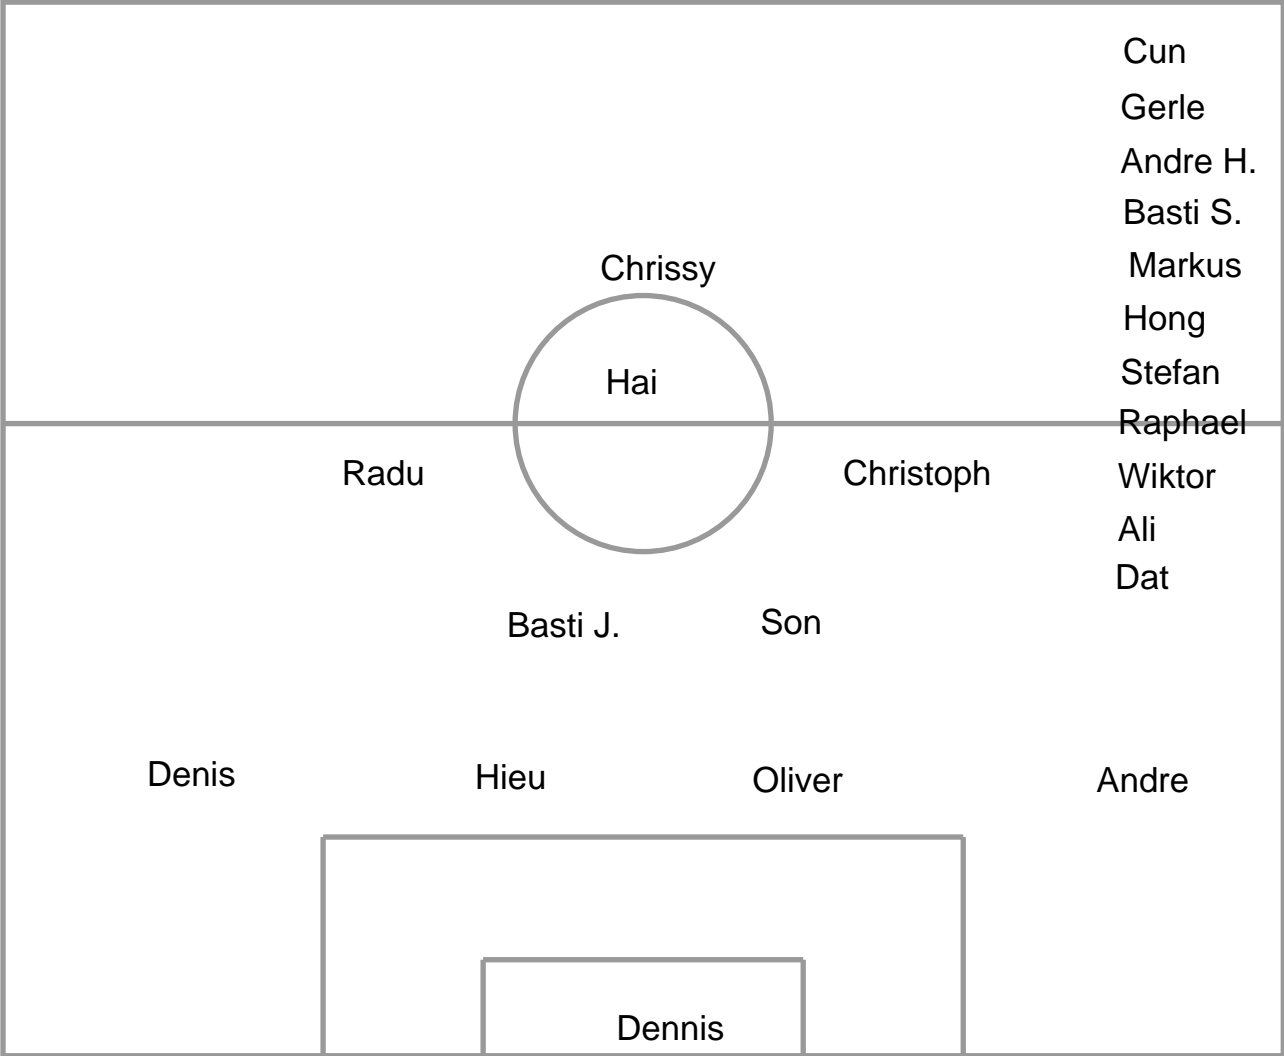 Cun
Gerle
Andre H.
Basti S.
Chrissy
Markus
Hong
Hai
Stefan
Raphael
Radu
Christoph
Wiktor
Ali
Dat
Basti J.
Son
Denis
Hieu
Oliver
Andre
Dennis